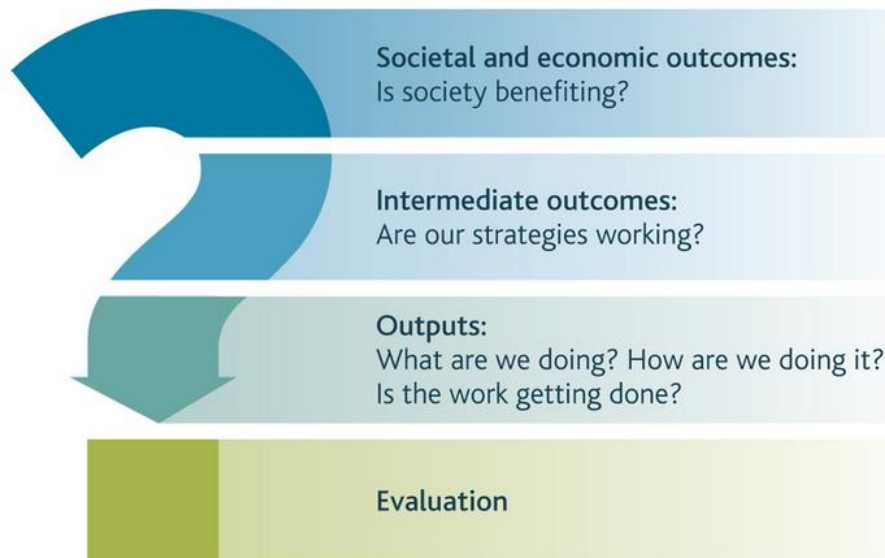 Societal and economic outcomes:
Is society benefiting?
Intermediate outcomes:
Are our strategies working?
Outputs:
What are we doing? How are we doing it?
Is the work getting done?
Evaluation